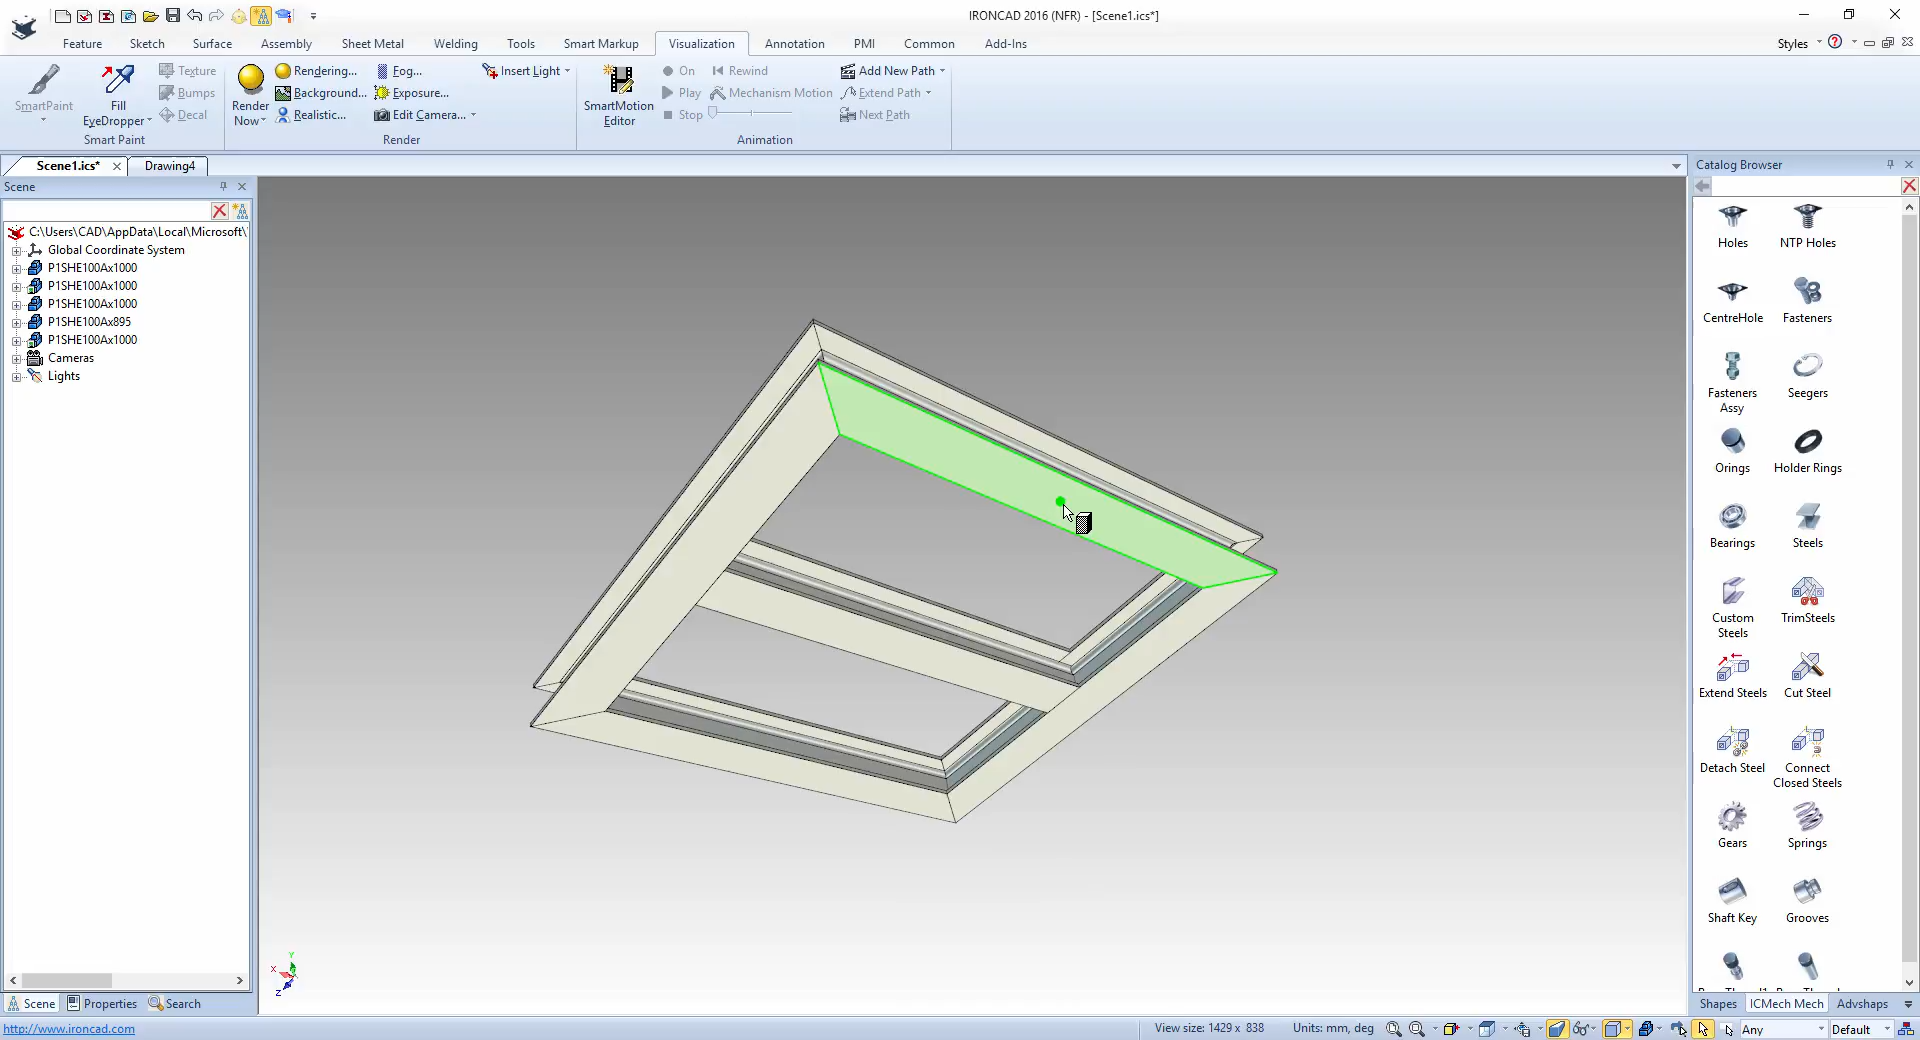 IRONCAD 2016 (NFR) - [Scene1.ics*]
Feature Sketch Surface Assembly Sheet Metal Welding Tools Smart Markup Visualization Annotation PMI Common Add-Ins
Styles
SmartPaint
Fill
EyeDropper
Texture
Bumps
Decal
Smart Paint
Render
Now
Rendering...
Background...
Realistic...
Fog...
Exposure...
Edit Camera...
Insert Light
Render
SmartMotion
Editor
On
Play
Stop
Rewind
Mechanism Motion
Add New Path
Extend Path
Next Path
Animation
Scene1.ics*
Drawing4
Scene
C:\Users\CAD\AppData\Local\Microsoft\
Global Coordinate System
P1SHE100Ax1000
P1SHE100Ax1000
P1SHE100Ax1000
P1SHE100Ax895
P1SHE100Ax1000
Cameras
Lights
Y
X
Z
Catalog Browser
Holes
NTP Holes
CentreHole
Fasteners
Fasteners
Assy
Seegers
Orings
Holder Rings
Bearings
Steels
Custom
Steels
TrimSteels
Extend Steels
Cut Steel
Detach Steel
Connect
Closed Steels
Gears
Springs
Shaft Key
Grooves
Scene
Properties
Search
Shapes
ICMech Mech
Advshaps
http://www.ironcad.com
View size: 1429 x 838
Units: mm, deg
Any
Default